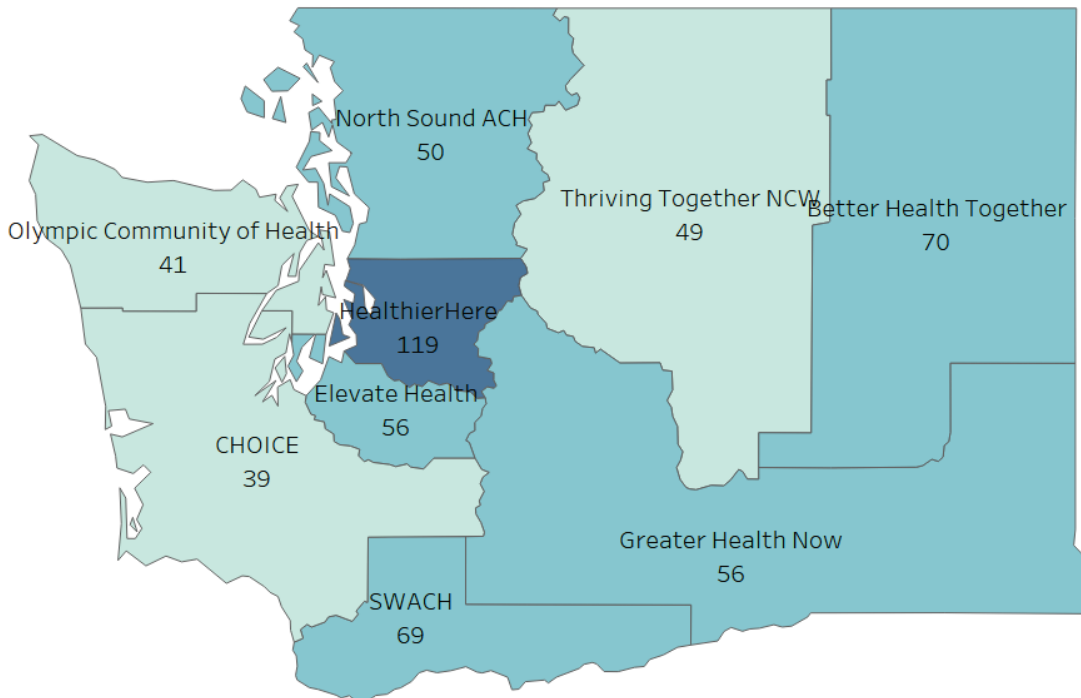 North Sound ACH
50
Thriving Together NCW
49
Better Health Together
70
Olympic Community of Health
41
HealthierHere
119
Elevate Health
56
CHOICE
39
Greater Health Now
56
SWACH
69